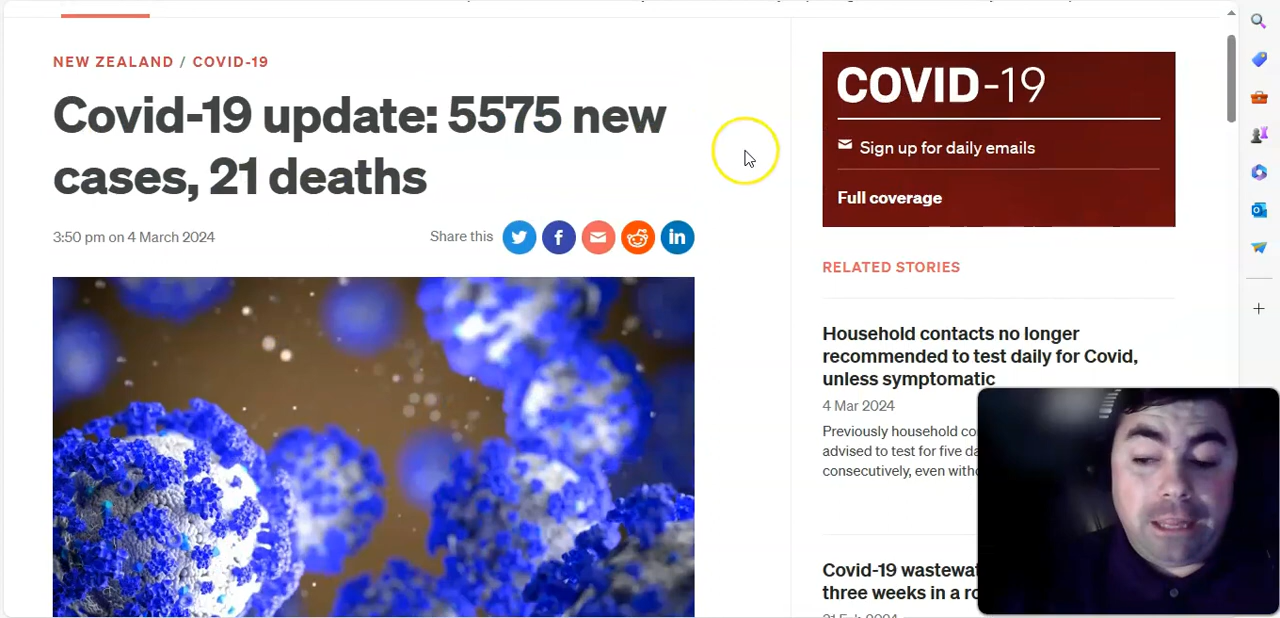 NEW ZEALAND / COVID-19
Covid-19 update: 5575 new
cases, 21 deaths
3:50 pm on 4 March 2024
Share this
COVID-19
Sign up for daily emails
Full coverage
RELATED STORIES
Household contacts no longer
recommended to test daily for Covid,
unless symptomatic
4 Mar 2024
Previously household co
advised to test for five da
consecutively, even with
Covid-19 wastewat
three weeks in a ro